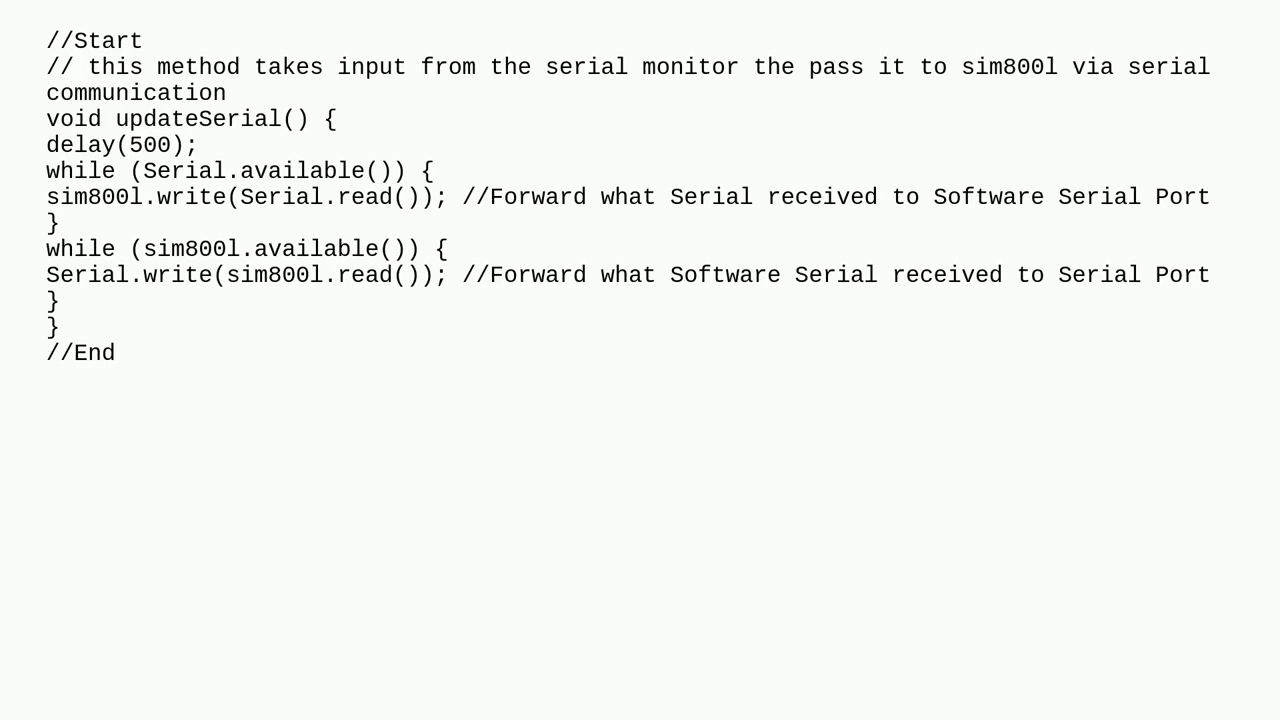 //Start
// this method takes input from the serial monitor the pass it to sim800l via serial
communication
void updateSerial() {
delay(500);
while (Serial.available()) {
sim800l.write(Serial.read()); //Forward what Serial received to Software Serial Port
}
while (sim800l.available()) {
Serial.write(sim800l.read()); //Forward what Software Serial received to Serial Port
}
}
//End